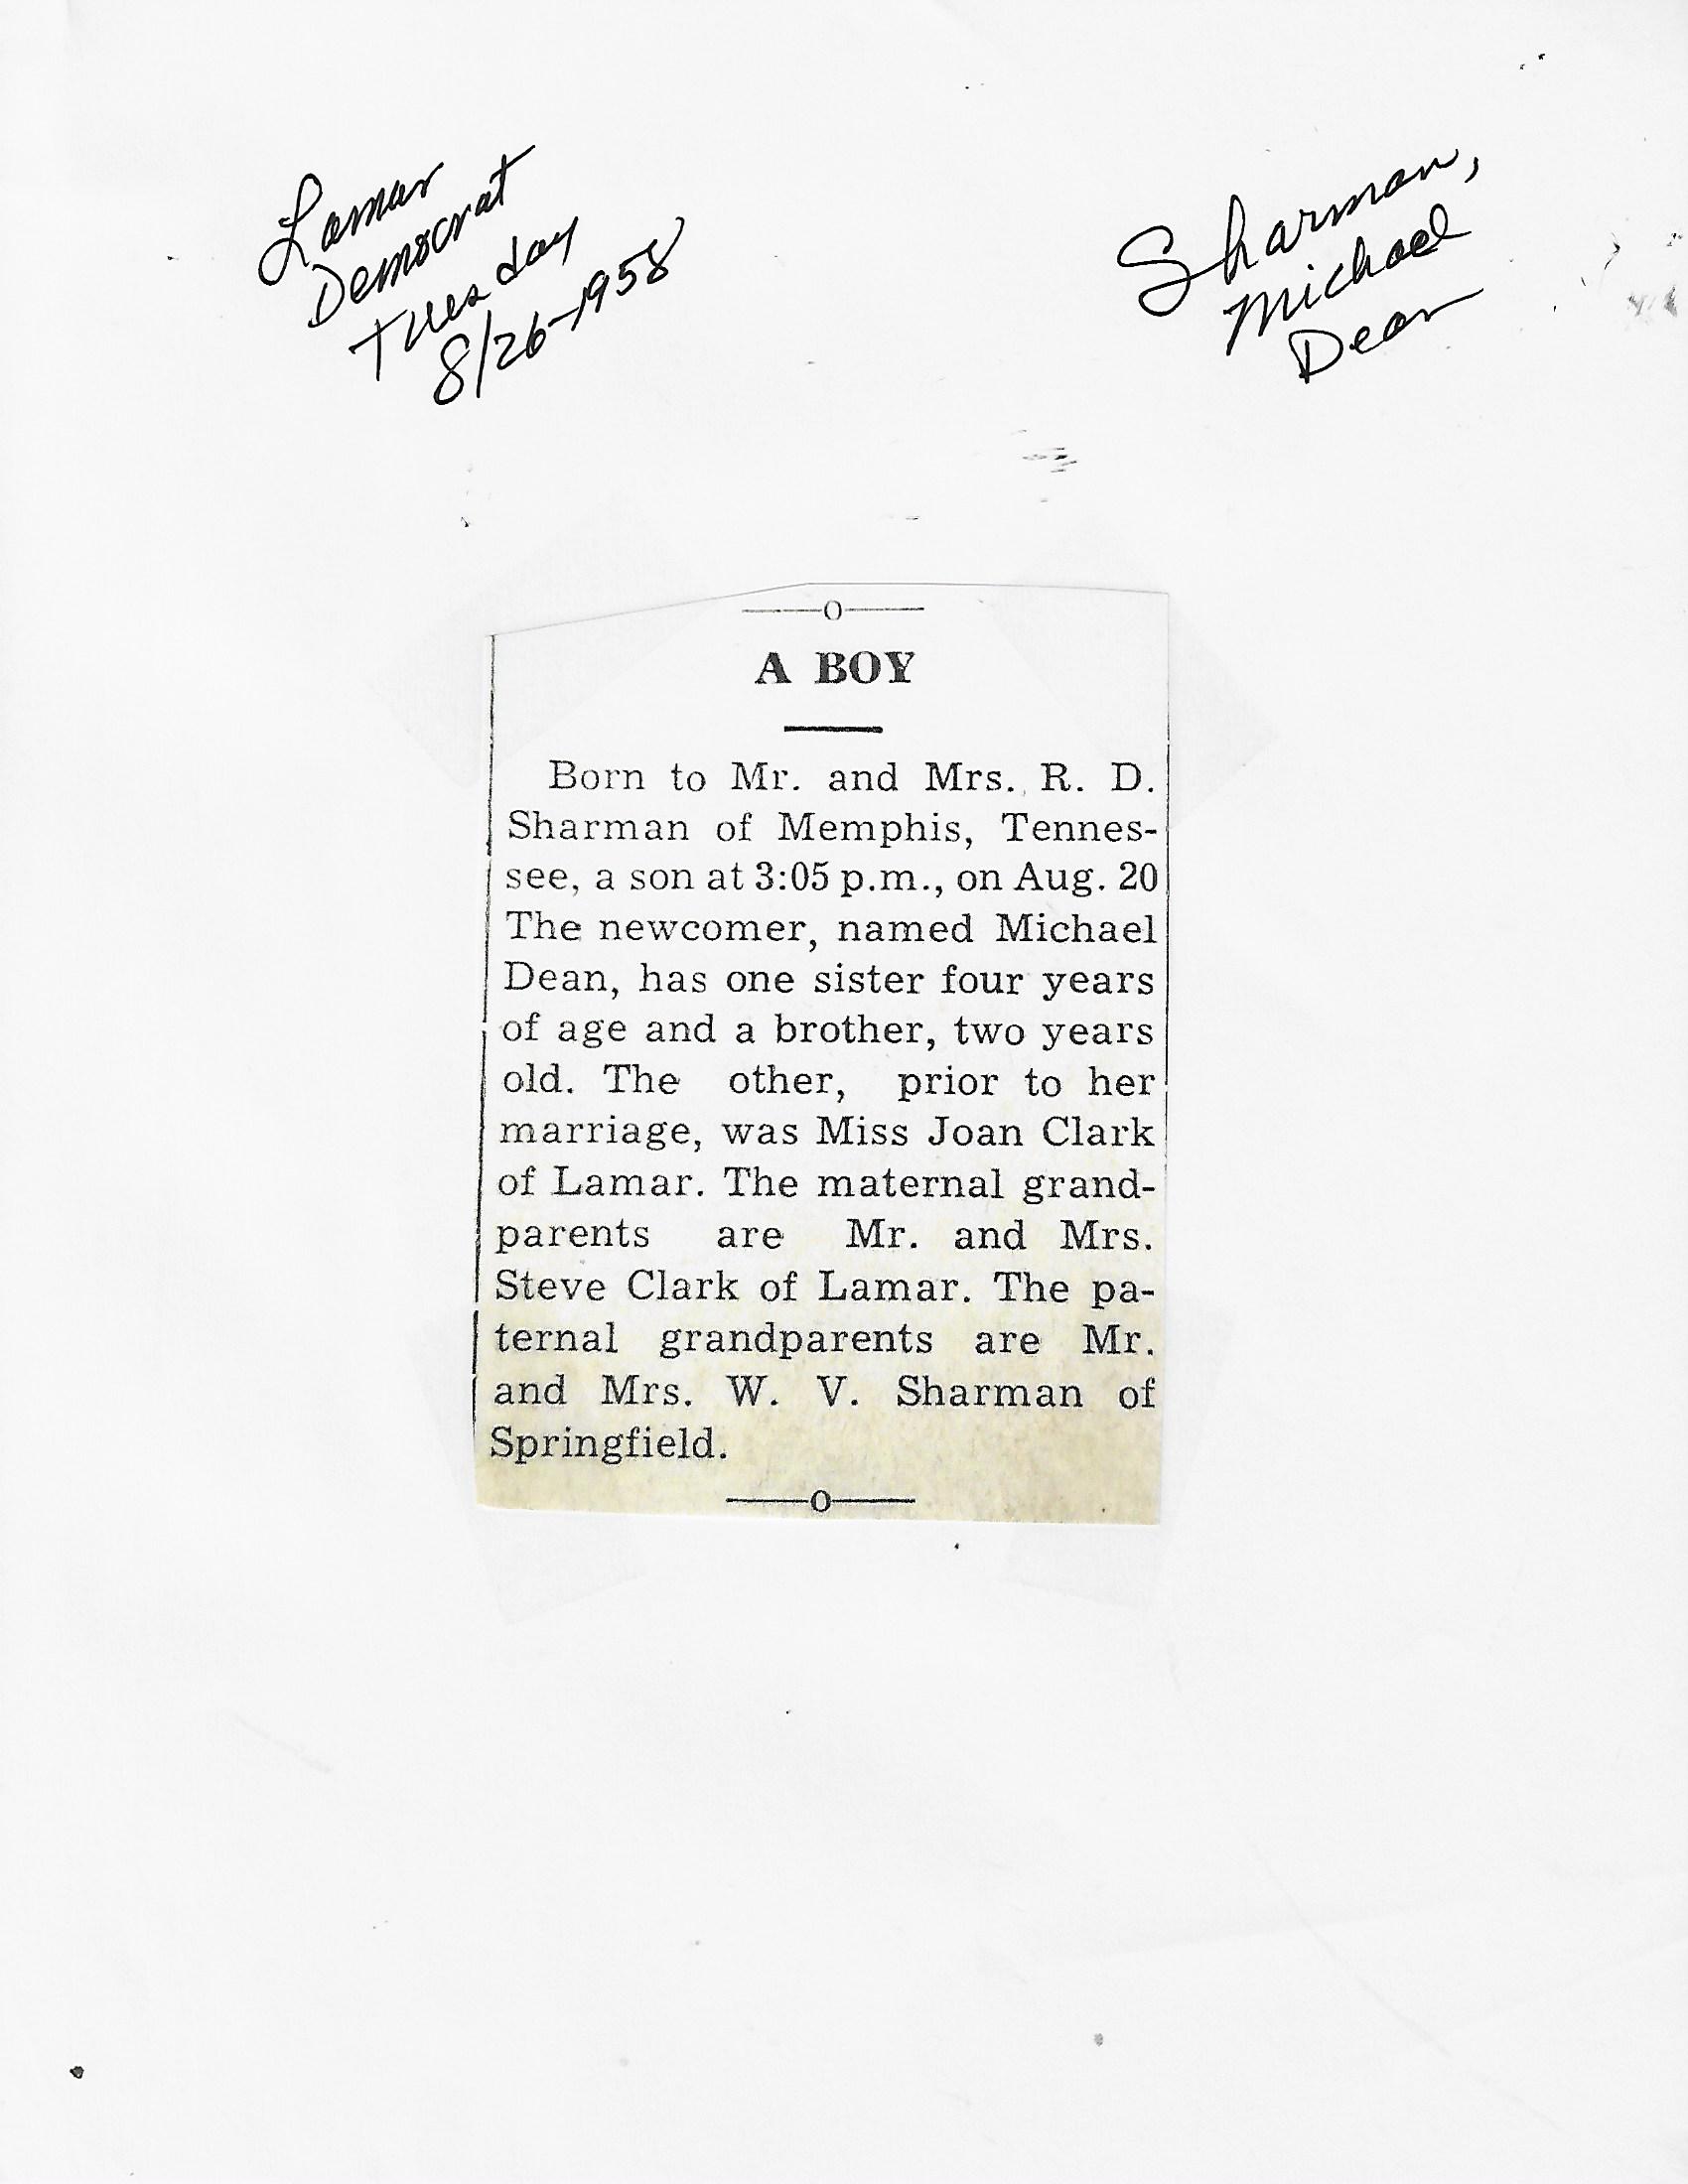 Lamar
Democrat
Tuesday
8/26-1958
Sharman,
Michael
Dean
——o——
A BOY
Born to Mr. and Mrs. R. D.
Sharman of Memphis, Tennes-
see, a son at 3:05 p.m., on Aug. 20
The newcomer, named Michael
Dean, has one sister four years
of age and a brother, two years
old. The other, prior to her
marriage, was Miss Joan Clark
of Lamar. The maternal grand-
parents are Mr. and Mrs.
Steve Clark of Lamar. The pa-
ternal grandparents are Mr.
and Mrs. W. V. Sharman of
Springfield.
——o——